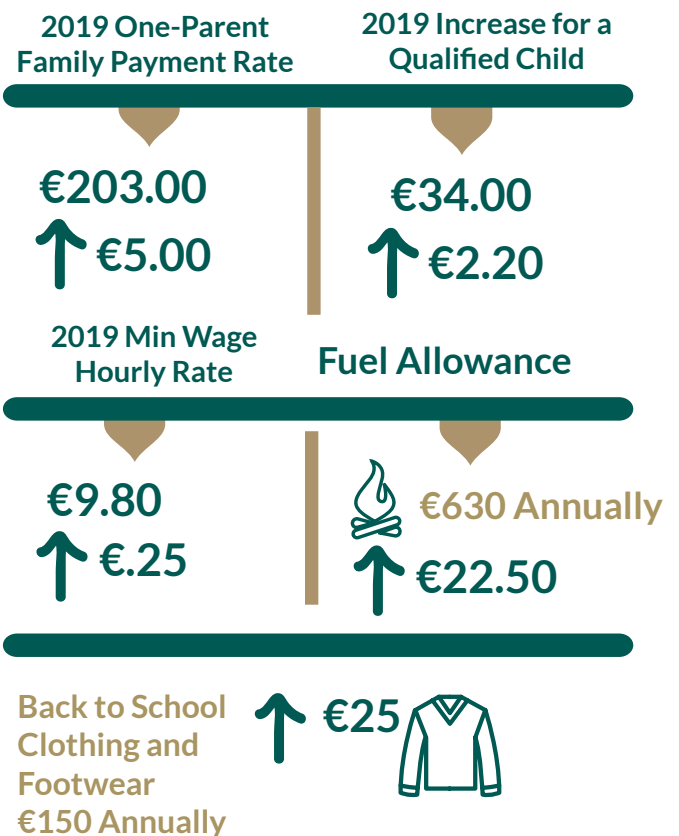 2019 One-Parent
Family Payment Rate
2019 Increase for a
Qualified Child
€203.00
€5.00
€34.00
€2.20
2019 Min Wage
Hourly Rate
Fuel Allowance
€9.80
€.25
€630 Annually
€22.50
Back to School
Clothing and
Footwear
€150 Annually
€25